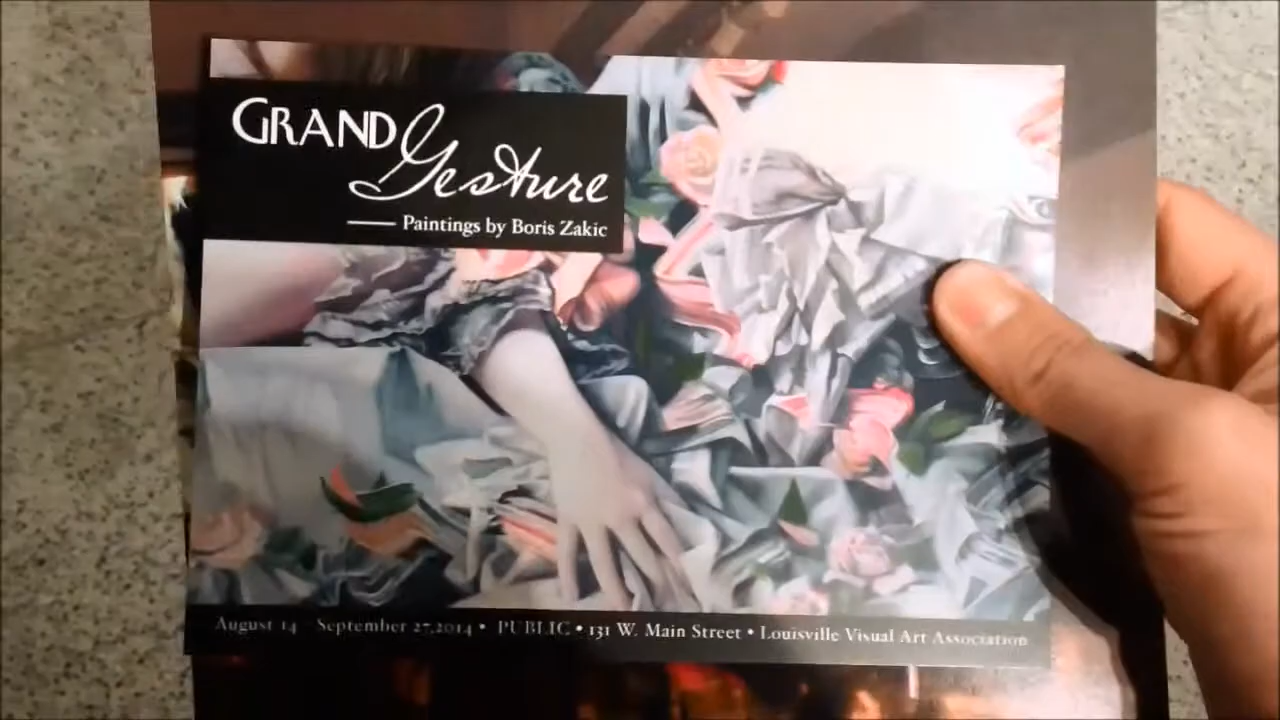 GRAND Gesture
Paintings by Boris Zakic
August 14 - September 27, 2014 • PUBLIC • 131 W. Main Street • Louisville Visual Art Association